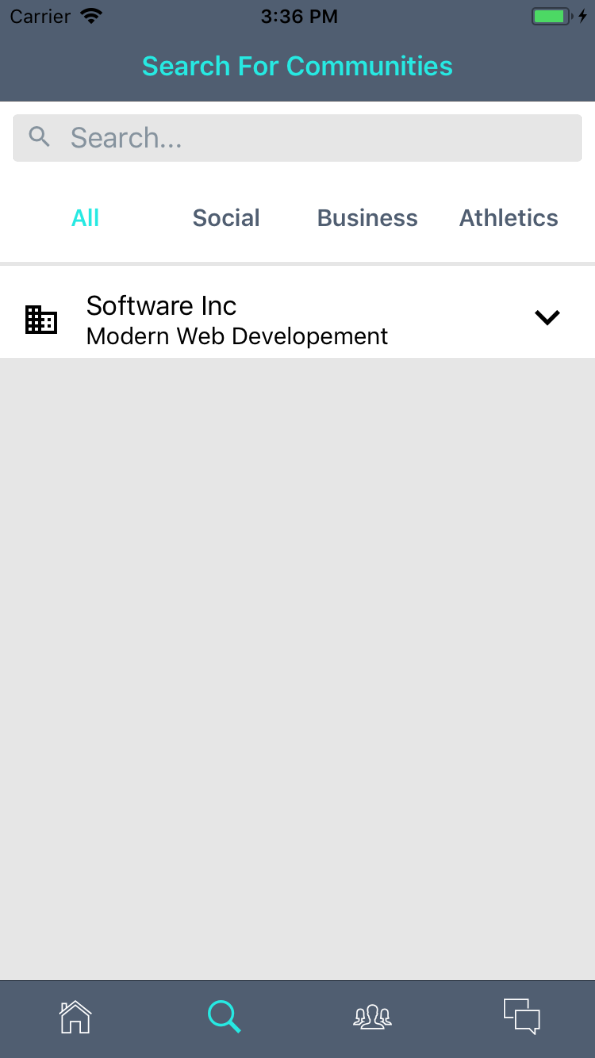 Carrier 3:36 PM
Search For Communities
Search...
All Social Business Athletics
Software Inc
Modern Web Developement